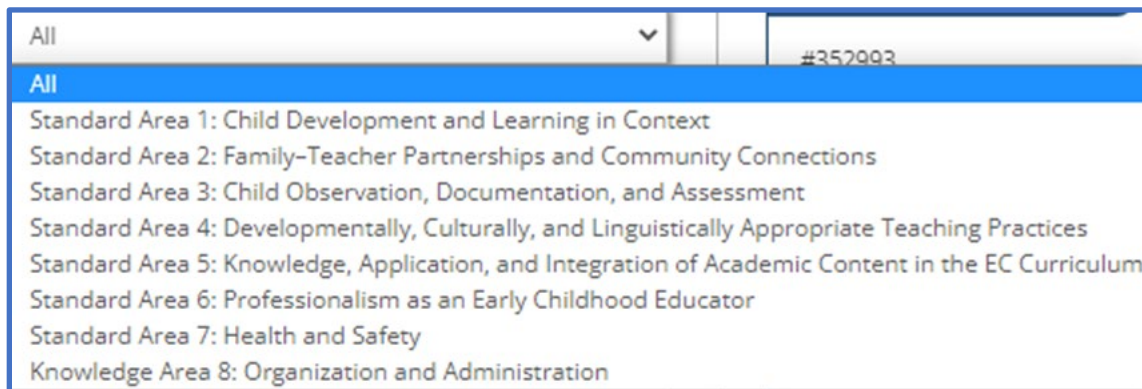 All
#352993
All
Standard Area 1: Child Development and Learning in Context
Standard Area 2: Family–Teacher Partnerships and Community Connections
Standard Area 3: Child Observation, Documentation, and Assessment
Standard Area 4: Developmentally, Culturally, and Linguistically Appropriate Teaching Practices
Standard Area 5: Knowledge, Application, and Integration of Academic Content in the EC Curriculum
Standard Area 6: Professionalism as an Early Childhood Educator
Standard Area 7: Health and Safety
Knowledge Area 8: Organization and Administration